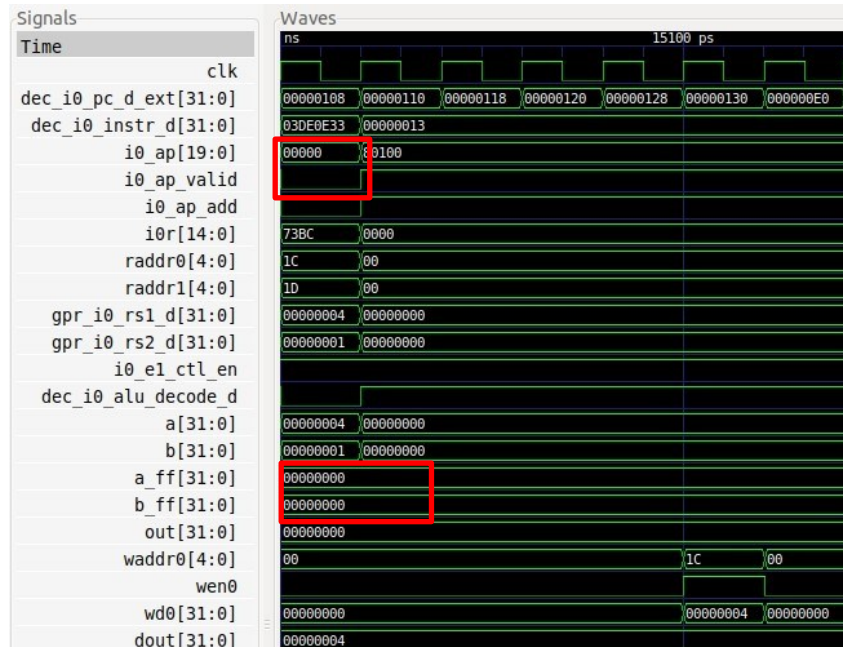 Signals
Waves
Time
ns 15100 ps
clk
dec_i0_pc_d_ext[31:0] 00000108 00000110 00000118 00000120 00000128 00000130 000000E0
dec_i0_instr_d[31:0] 03DE0E33 00000013
i0_ap[19:0] 00000 80100
i0_ap_valid
i0_ap_add
i0r[14:0] 73BC 0000
raddr0[4:0] 1C 00
raddr1[4:0] 1D 00
gpr_i0_rs1_d[31:0] 00000004 00000000
gpr_i0_rs2_d[31:0] 00000001 00000000
i0_e1_ctl_en
dec_i0_alu_decode_d
a[31:0] 00000004 00000000
b[31:0] 00000001 00000000
a_ff[31:0] 00000000
b_ff[31:0] 00000000
out[31:0] 00000000
waddr0[4:0] 00 1C 00
wen0
wd0[31:0] 00000000 00000004 00000000
dout[31:0] 00000004